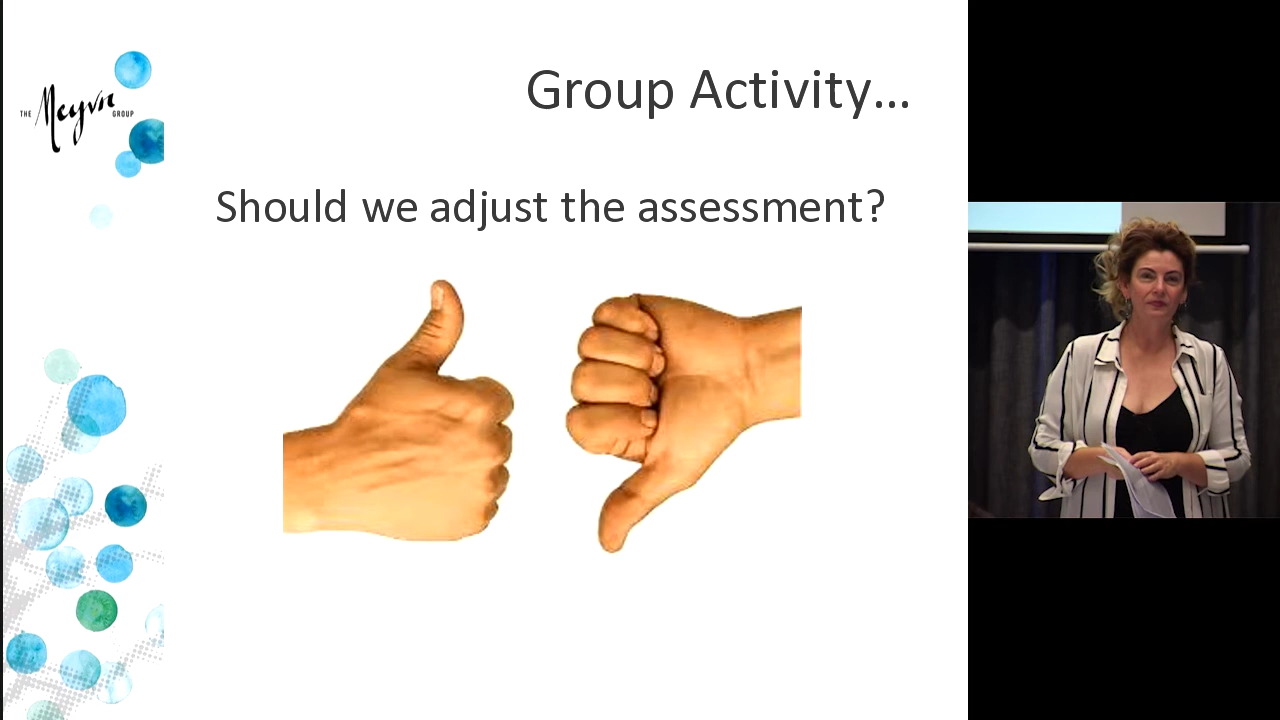 THE Meyvn GROUP
Group Activity...
Should we adjust the assessment?